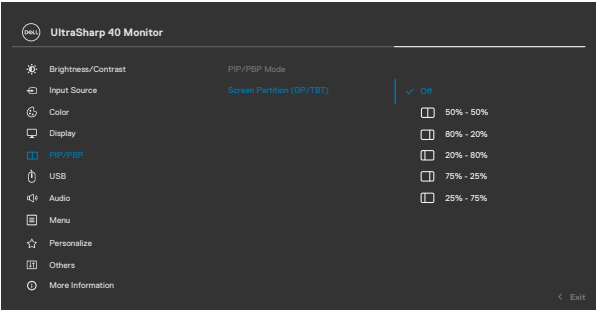 DELL UltraSharp 40 Monitor
Brightness/Contrast
PIP/PBP Mode
Input Source
Screen Partition (DP/TBT)
Off
Color
50% - 50%
Display
80% - 20%
PIP/PBP
20% - 80%
USB
75% - 25%
Audio
25% - 75%
Menu
Personalize
Others
More Information
< Exit